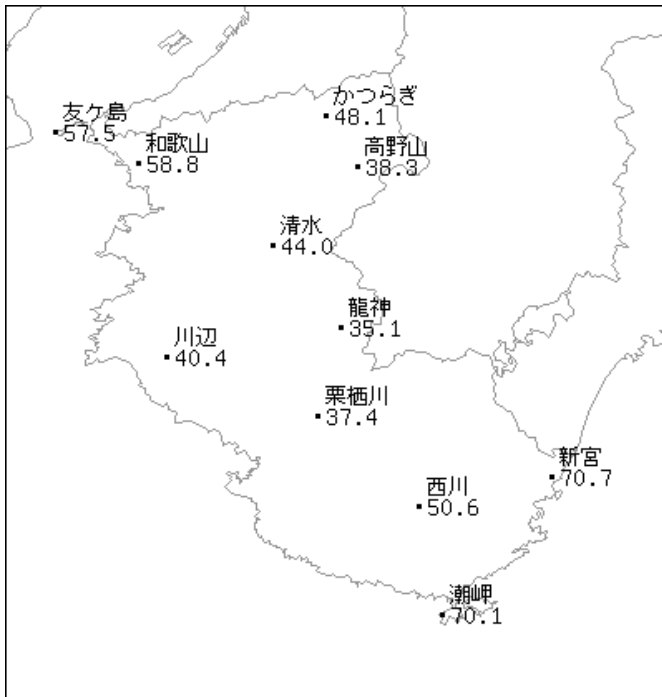 かつらぎ
48.1
友ケ島
57.5
和歌山
58.8
高野山
38.3
清水
44.0
龍神
35.1
川辺
40.4
栗栖川
37.4
新宮
70.7
西川
50.6
潮岬
70.1